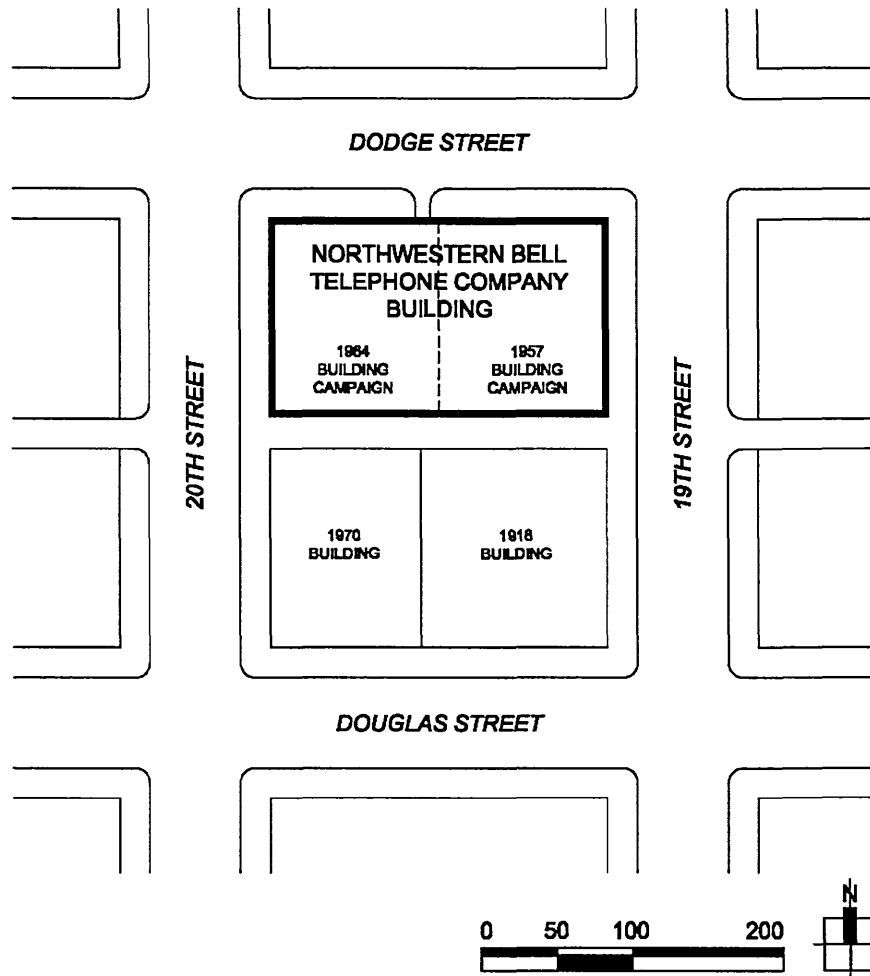 DODGE STREET
NORTHWESTERN BELL
TELEPHONE COMPANY
BUILDING
1964
BUILDING
CAMPAIGN
1957
BUILDING
CAMPAIGN
20TH STREET
19TH STREET
1970
BUILDING
1918
BUILDING
DOUGLAS STREET
0 50 100 200
N